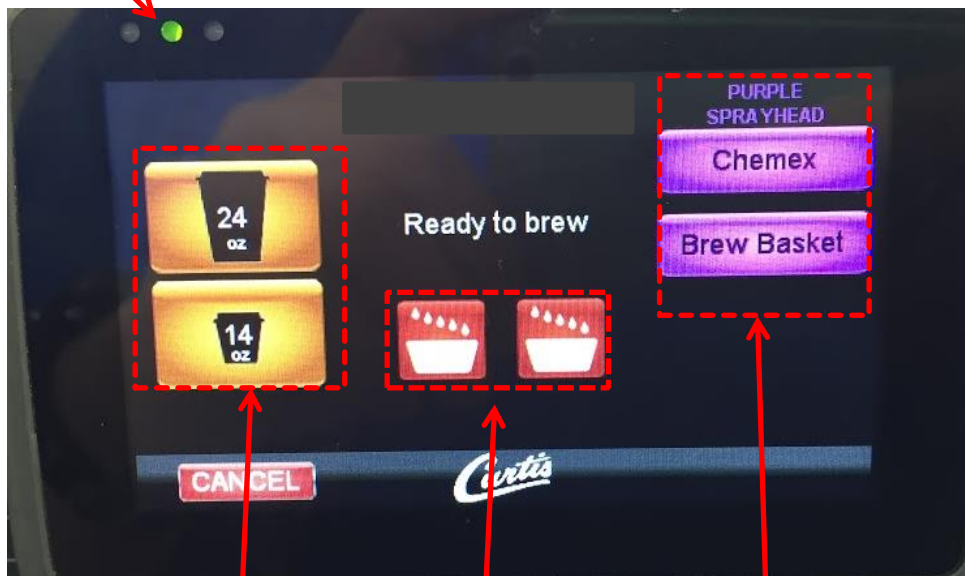 PURPLE
SPRAYHEAD
Chemex
Brew Basket
24
oz
Ready to brew
14
oz
CANCEL
Curtis